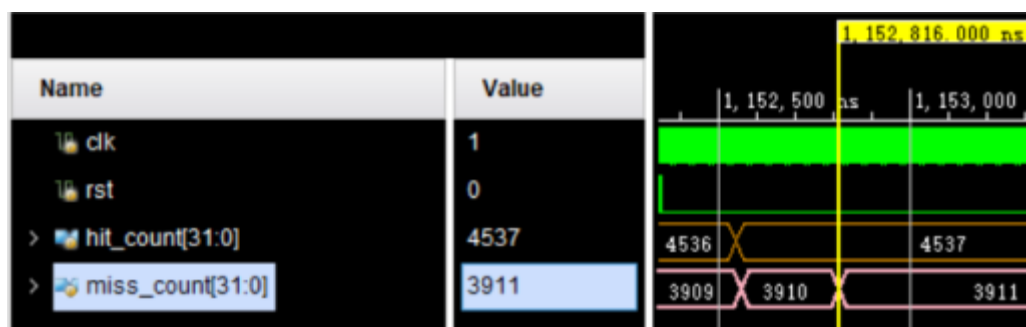 1,152,816.000 ns
Name Value
1,152,500 ns 1,153,000
clk 1
rst 0
hit_count[31:0] 4537 4536 4537
miss_count[31:0] 3911 3909 3910 3911